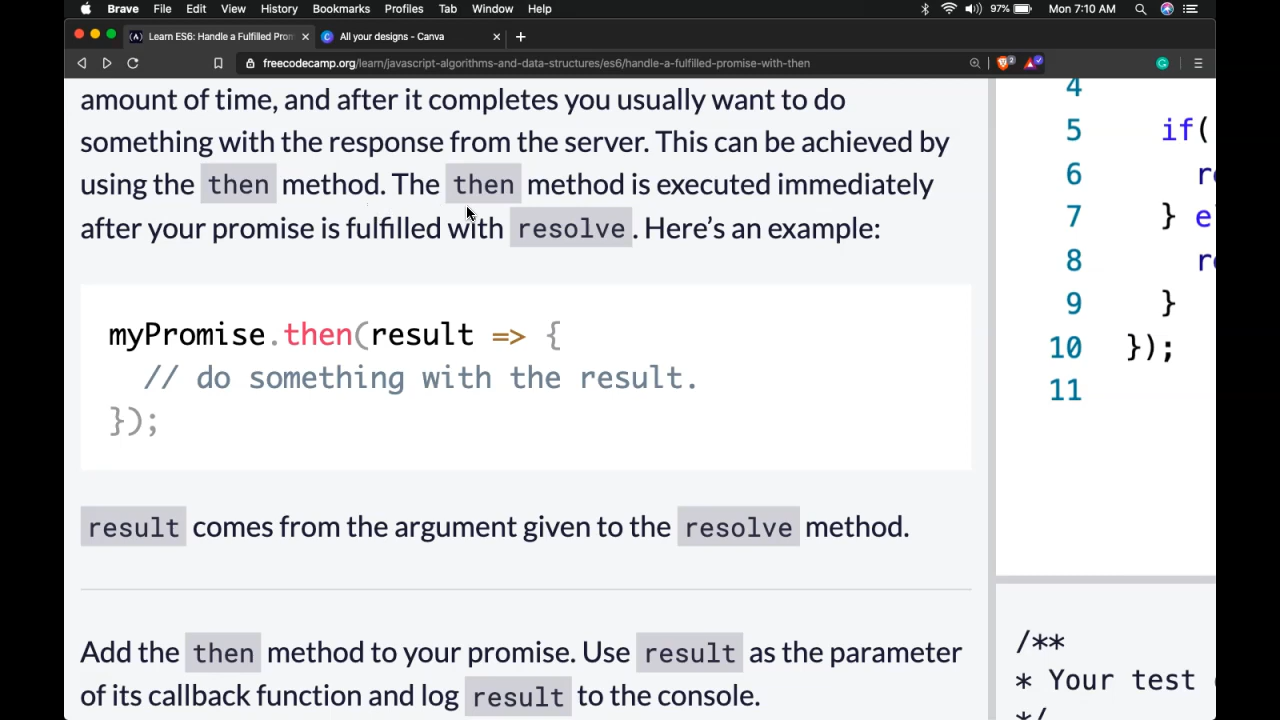 Brave File Edit View History Bookmarks Profiles Tab Window Help 97% Mon 7:10 AM
Learn ES6: Handle a Fulfilled Pron × All your designs - Canva × +
freecodecamp.org/learn/javascript-algorithms-and-data-structures/es6/handle-a-fulfilled-promise-with-then
amount of time, and after it completes you usually want to do
something with the response from the server. This can be achieved by
using the then method. The then method is executed immediately
after your promise is fulfilled with resolve. Here’s an example:
myPromise.then(result => {
// do something with the result.
});
result comes from the argument given to the resolve method.
Add the then method to your promise. Use result as the parameter
of its callback function and log result to the console.
4
5 if(
6 re
7 } e
8 re
9 }
10 });
11
/**
* Your test
*/